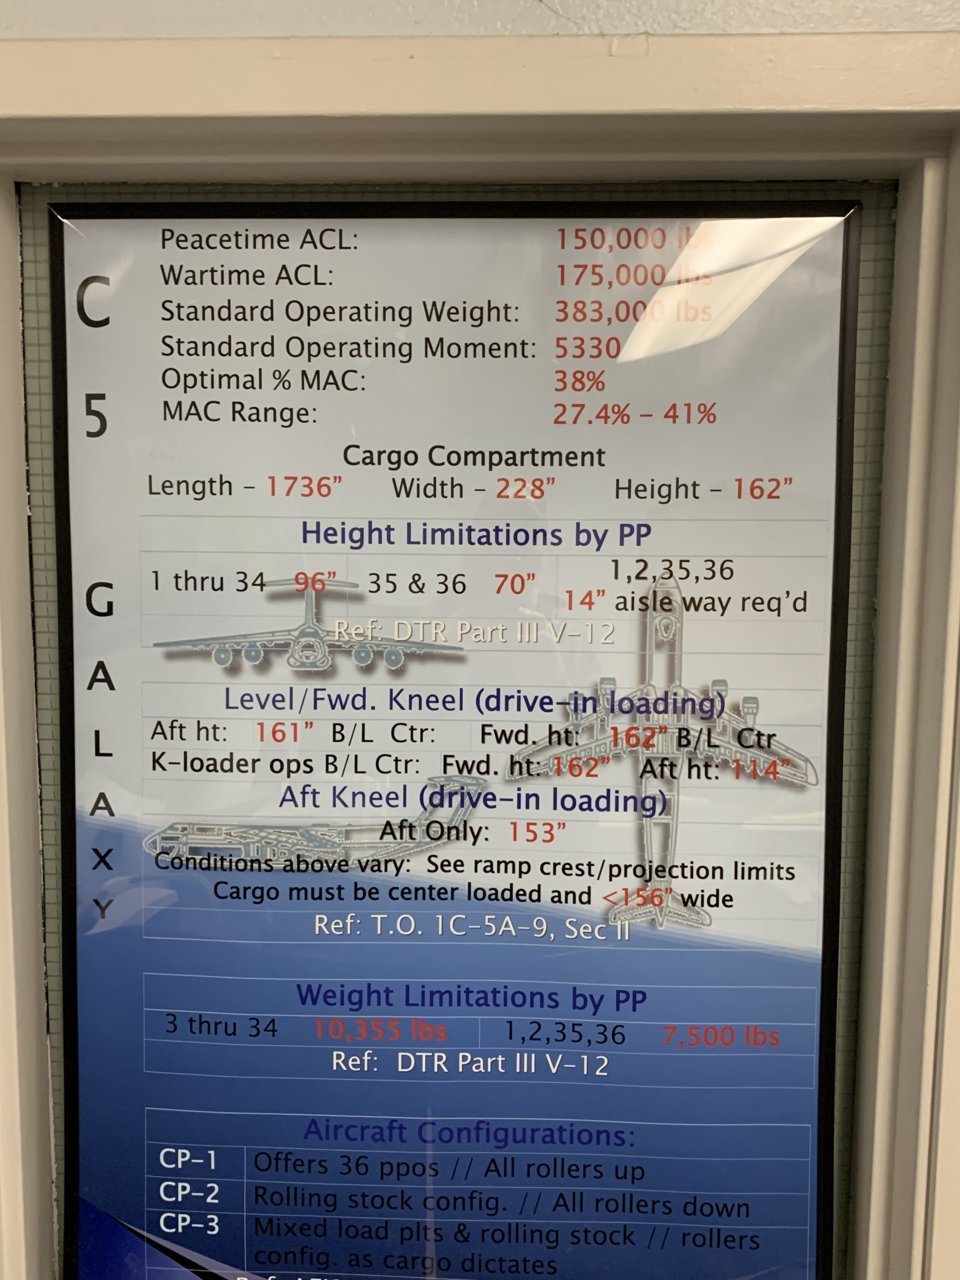 Peacetime ACL: 150,000 lbs
Wartime ACL: 175,000 lbs
Standard Operating Weight: 383,000 lbs
Standard Operating Moment: 5330
Optimal % MAC: 38%
MAC Range: 27.4% – 41%
C
5
G
A
L
A
X
Y
Cargo Compartment
Length – 1736” Width – 228” Height – 162”
Height Limitations by PP
1 thru 34 96” 35 & 36 70” 1,2,35,36
14” aisle way req’d
Ref: DTR Part III V–12
Level/Fwd. Kneel (drive–in loading)
Aft ht: 161” B/L Ctr: Fwd. ht: 162” B/L Ctr
K–loader ops B/L Ctr: Fwd. ht: 162” Aft ht: 114”
Aft Kneel (drive–in loading)
Aft Only: 153”
Conditions above vary: See ramp crest/projection limits
Cargo must be center loaded and <156” wide
Ref: T.O. 1C–5A–9, Sec II
Weight Limitations by PP
3 thru 34 10,355 lbs 1,2,35,36 7,500 lbs
Ref: DTR Part III V–12
Aircraft Configurations:
CP–1 Offers 36 ppos // All rollers up
CP–2 Rolling stock config. // All rollers down
CP–3 Mixed load plts & rolling stock // rollers
config. as cargo dictates